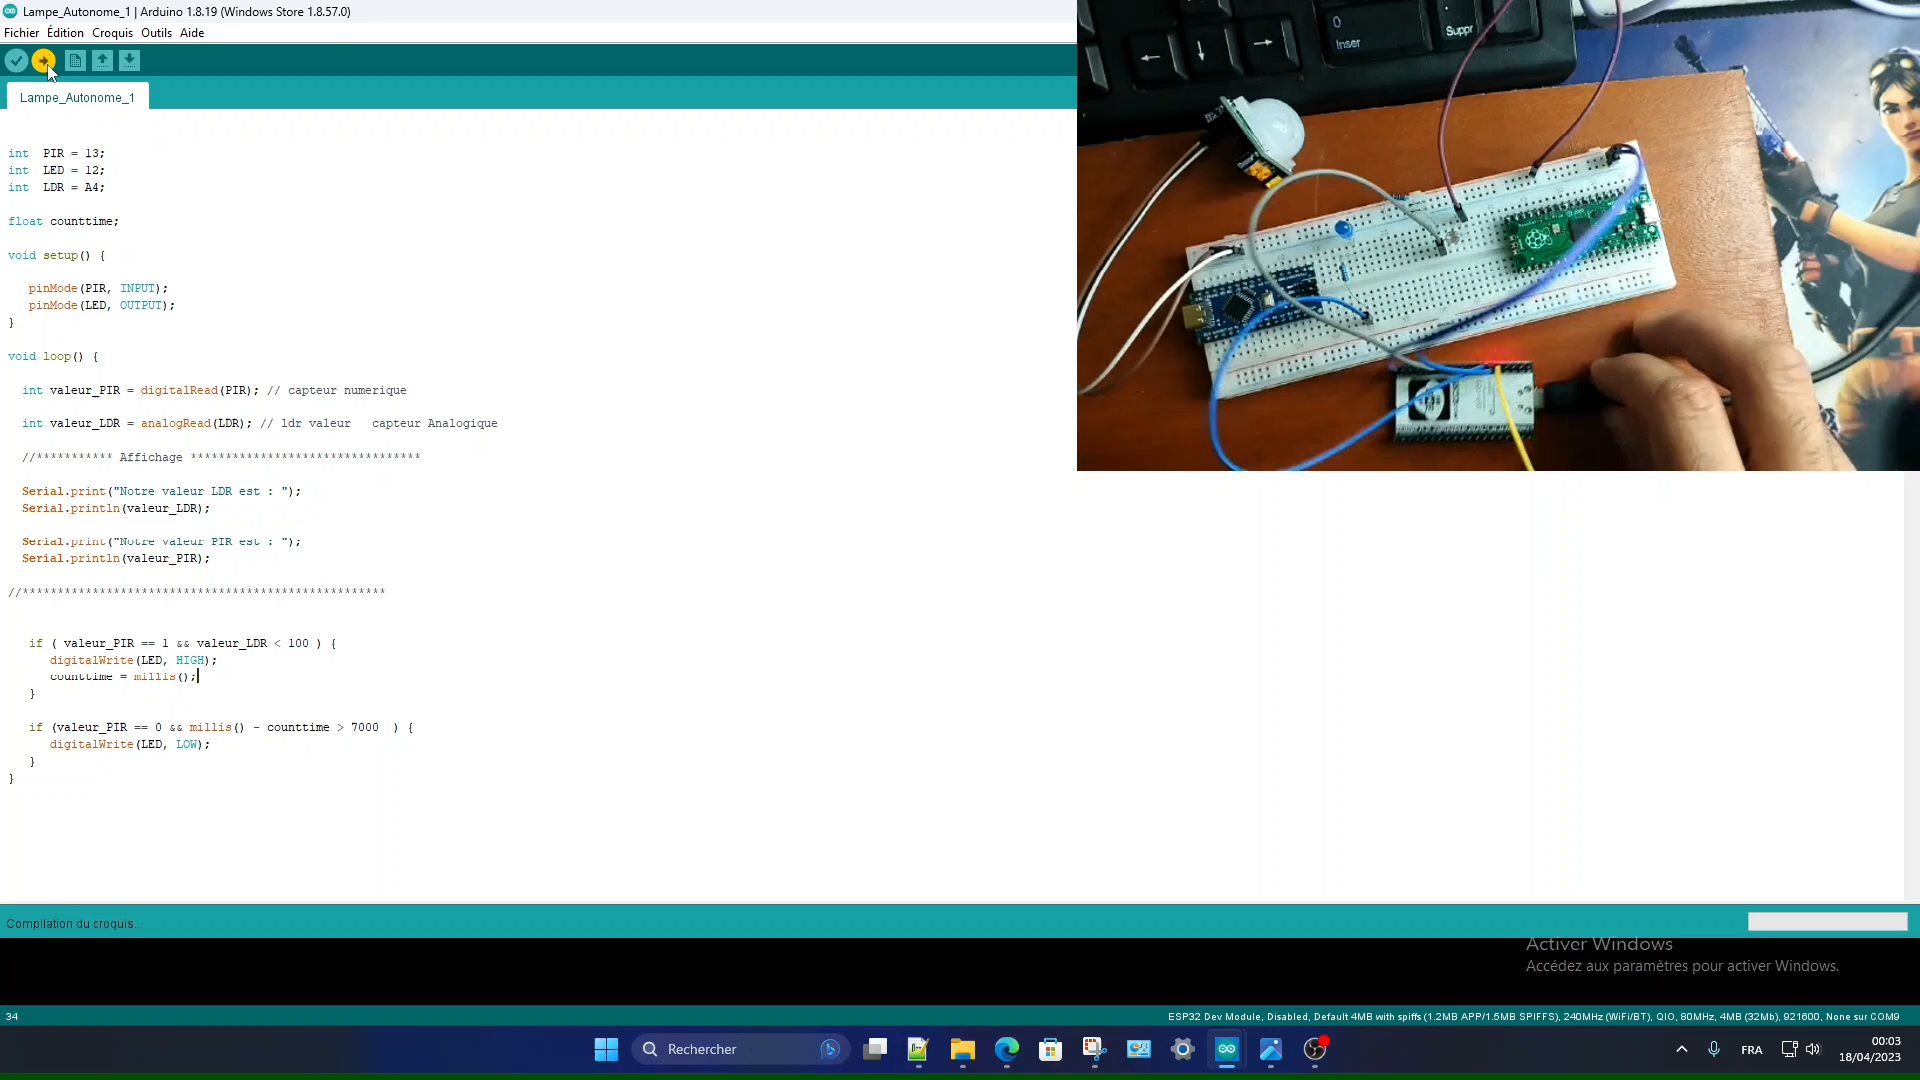 Lampe_Autonome_1 | Arduino 1.8.19 (Windows Store 1.8.57.0)
Fichier Édition Croquis Outils Aide
Lampe_Autonome_1
int PIR = 13;
int LED = 12;
int LDR = A4;
float counttime;
void setup() {
pinMode(PIR, INPUT);
pinMode(LED, OUTPUT);
}
void loop() {
int valeur_PIR = digitalRead(PIR); // capteur numerique
int valeur_LDR = analogRead(LDR); // ldr valeur capteur Analogique
//*********** Affichage *********************************
Serial.print("Notre valeur LDR est : ");
Serial.println(valeur_LDR);
Serial.print("Notre valeur PIR est : ");
Serial.println(valeur_PIR);
//****************************************************
if ( valeur_PIR == 1 && valeur_LDR < 100 ) {
digitalWrite(LED, HIGH);
counttime = millis();
}
if (valeur_PIR == 0 && millis() - counttime > 7000 ) {
digitalWrite(LED, LOW);
}
}
0
Inser
Suppr
Compilation du croquis...
Activer Windows
Accédez aux paramètres pour activer Windows.
34
ESP32 Dev Module, Disabled, Default 4MB with spiffs (1.2MB APP/1.5MB SPIFFS), 240MHz (WiFi/BT), QIO, 80MHz, 4MB (32Mb), 921600, None sur COM9
Rechercher
FRA
00:03
18/04/2023